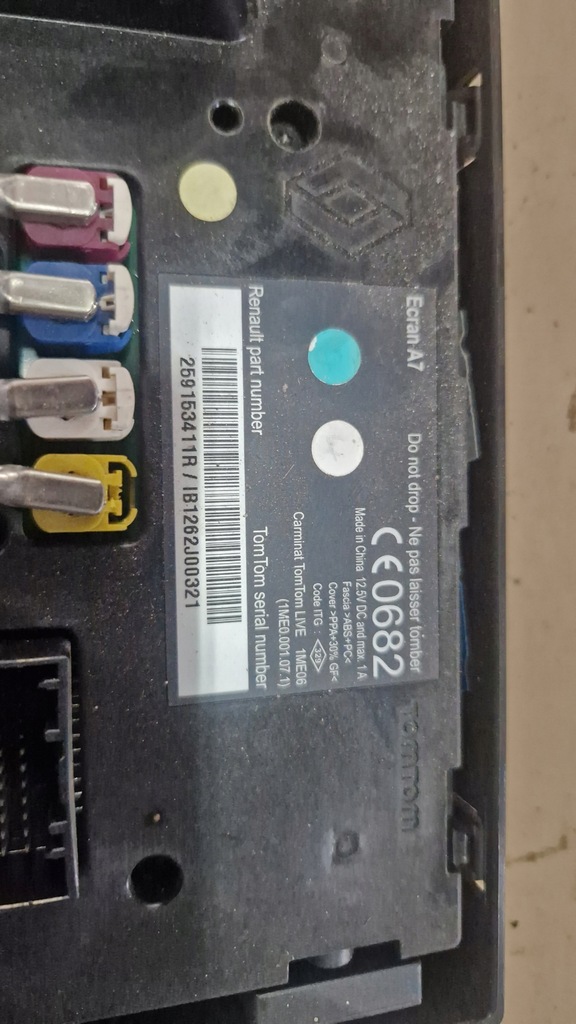 Ecran A7 Do not drop - Ne pas laisser tomber
CE0682
Made in China 12.5V DC and max. 1A
Fascia >ABS+PC<
Cover >PPA+30% GF<
Code ITG : 329
Carminat TomTom LIVE 1ME06
(1ME0.001.07.1)
Renault part number TomTom serial number
259153411R / IB1262J00321
TOMTOM